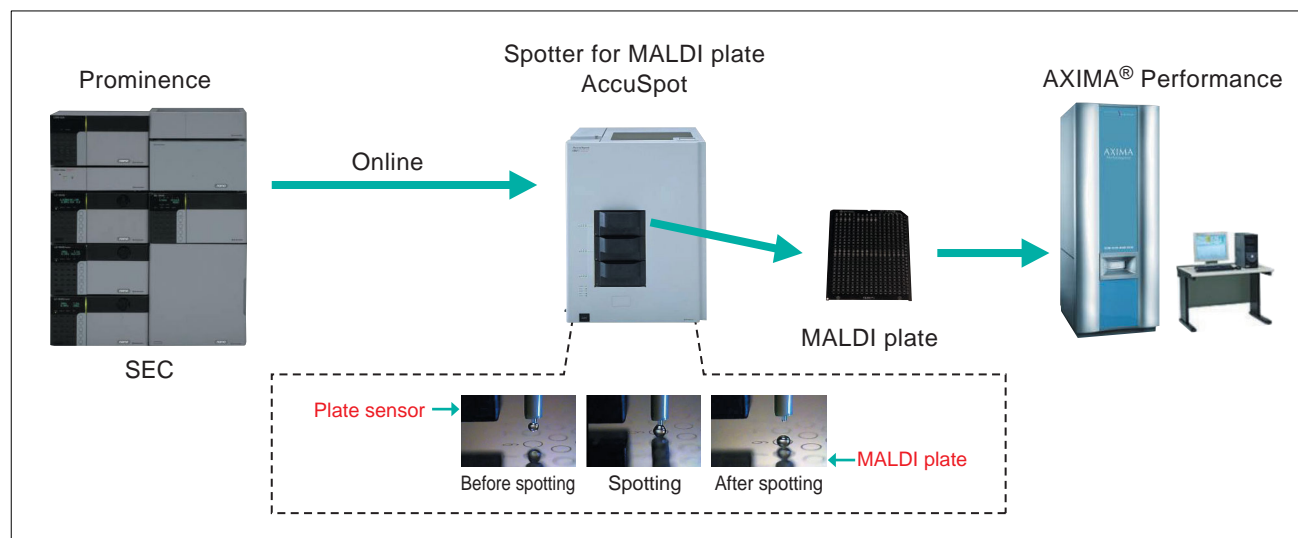 Prominence
SEC
Online
Spotter for MALDI plate
AccuSpot
MALDI plate
AXIMA® Performance
AXIMA
Plate sensor
Before spotting
Spotting
After spotting
MALDI plate